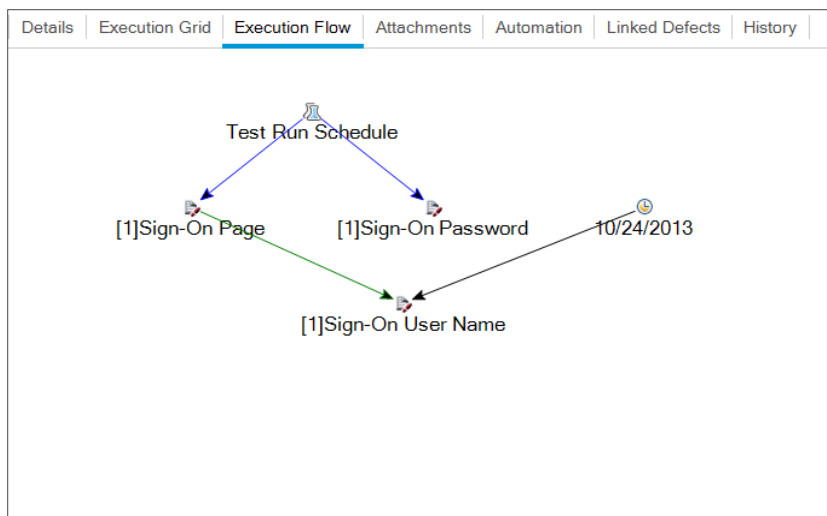 Details Execution Grid Execution Flow Attachments Automation Linked Defects History
Test Run Schedule
[1]Sign-On Page [1]Sign-On Password 10/24/2013
[1]Sign-On User Name